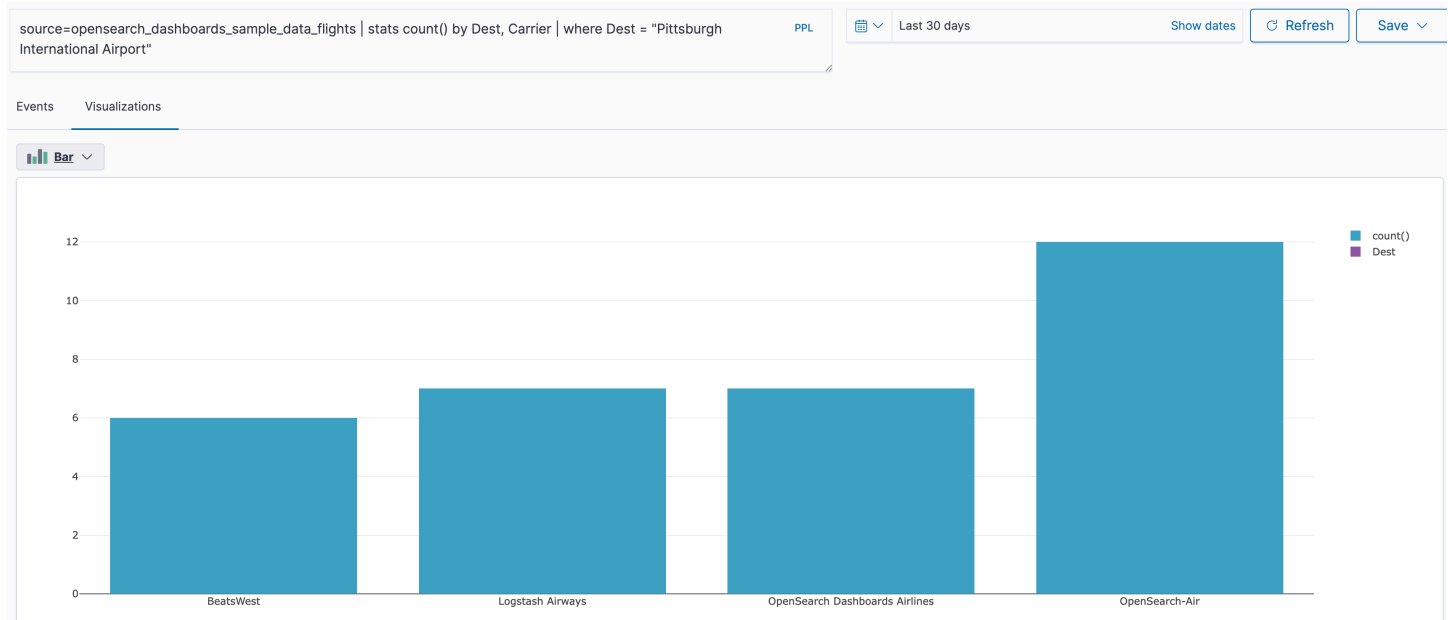 source=opensearch_dashboards_sample_data_flights | stats count() by Dest, Carrier | where Dest = "Pittsburgh
International Airport"
PPL
Last 30 days
Show dates
Refresh
Save
Events
Visualizations
Bar
12
10
8
6
4
2
0
BeatsWest
Logstash Airways
OpenSearch Dashboards Airlines
OpenSearch-Air
count()
Dest